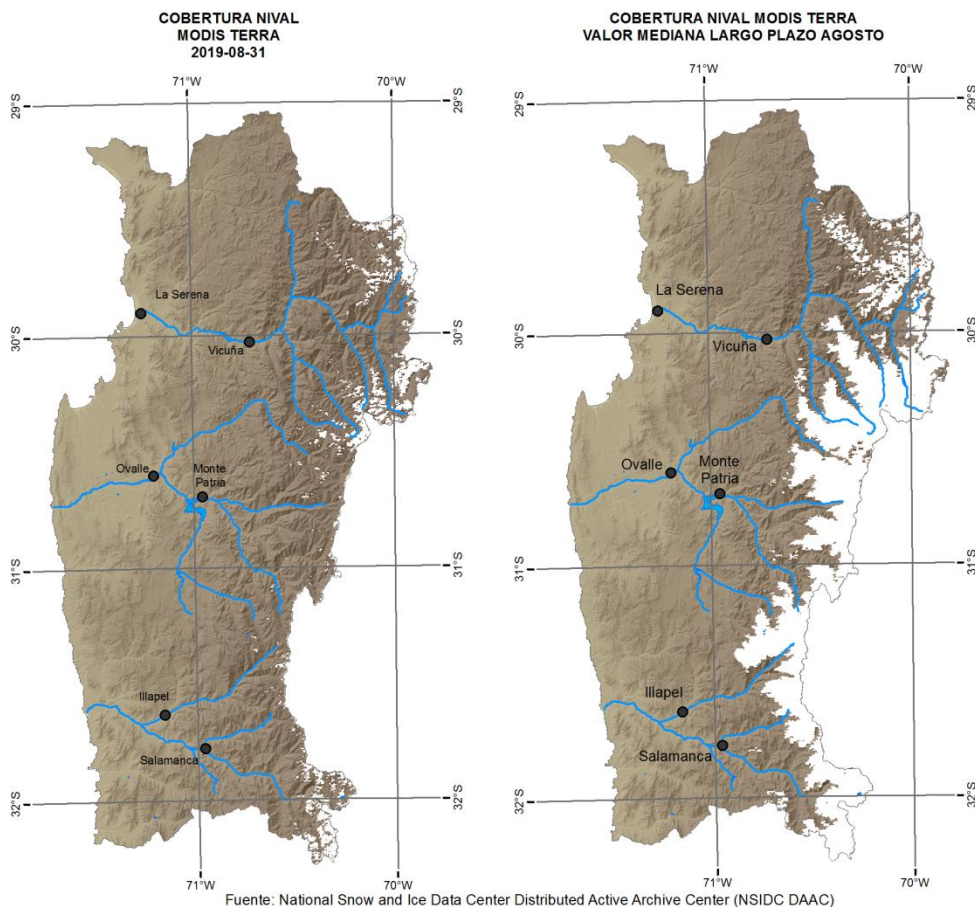 COBERTURA NIVAL
MODIS TERRA
2019-08-31
71°W
70°W
29°S
29°S
La Serena
30°S
30°S
Vicuña
Ovalle
Monte
Patria
31°S
31°S
Illapel
Salamanca
32°S
32°S
71°W
70°W
COBERTURA NIVAL MODIS TERRA
VALOR MEDIANA LARGO PLAZO AGOSTO
71°W
70°W
29°S
29°S
La Serena
30°S
30°S
Vicuña
Ovalle
Monte
Patria
31°S
31°S
Illapel
Salamanca
32°S
32°S
71°W
70°W
Fuente: National Snow and Ice Data Center Distributed Active Archive Center (NSIDC DAAC)